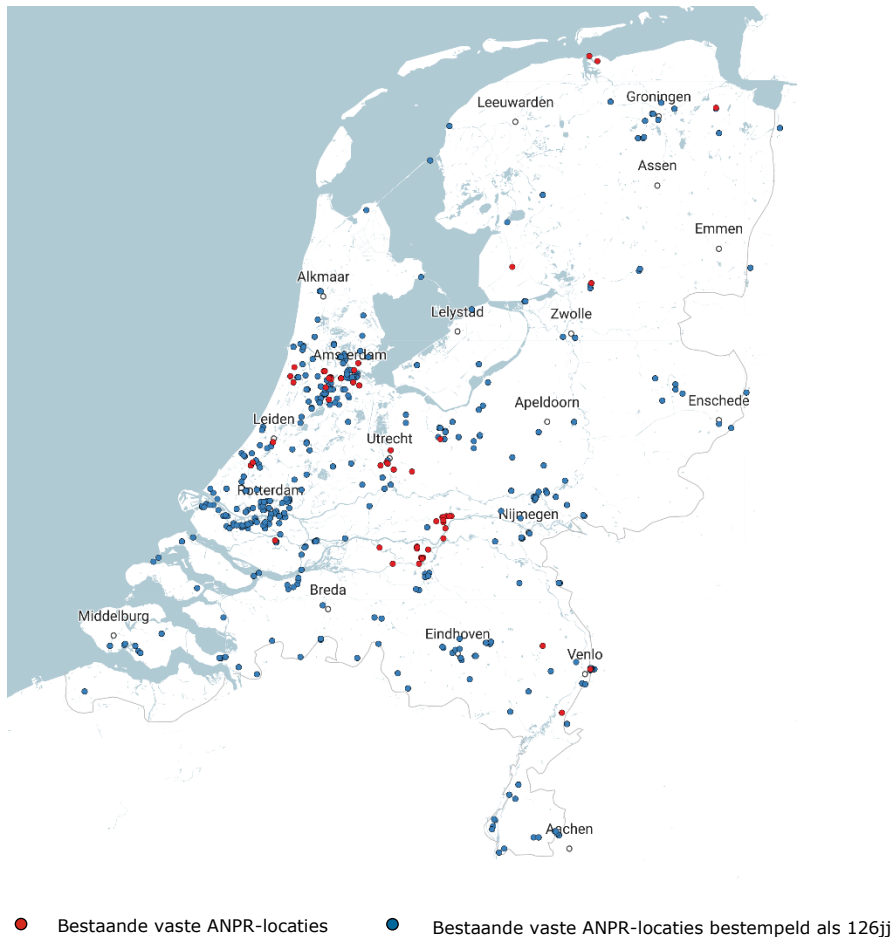 Groningen
Leeuwarden
Assen
Emmen
Alkmaar
Lelystad
Zwolle
Amsterdam
Enschede
Apeldoorn
Leiden
Utrecht
Rotterdam
Nijmegen
Breda
Middelburg
Eindhoven
Venlo
Aachen
Bestaande vaste ANPR-locaties
Bestaande vaste ANPR-locaties bestempeld als 126jj